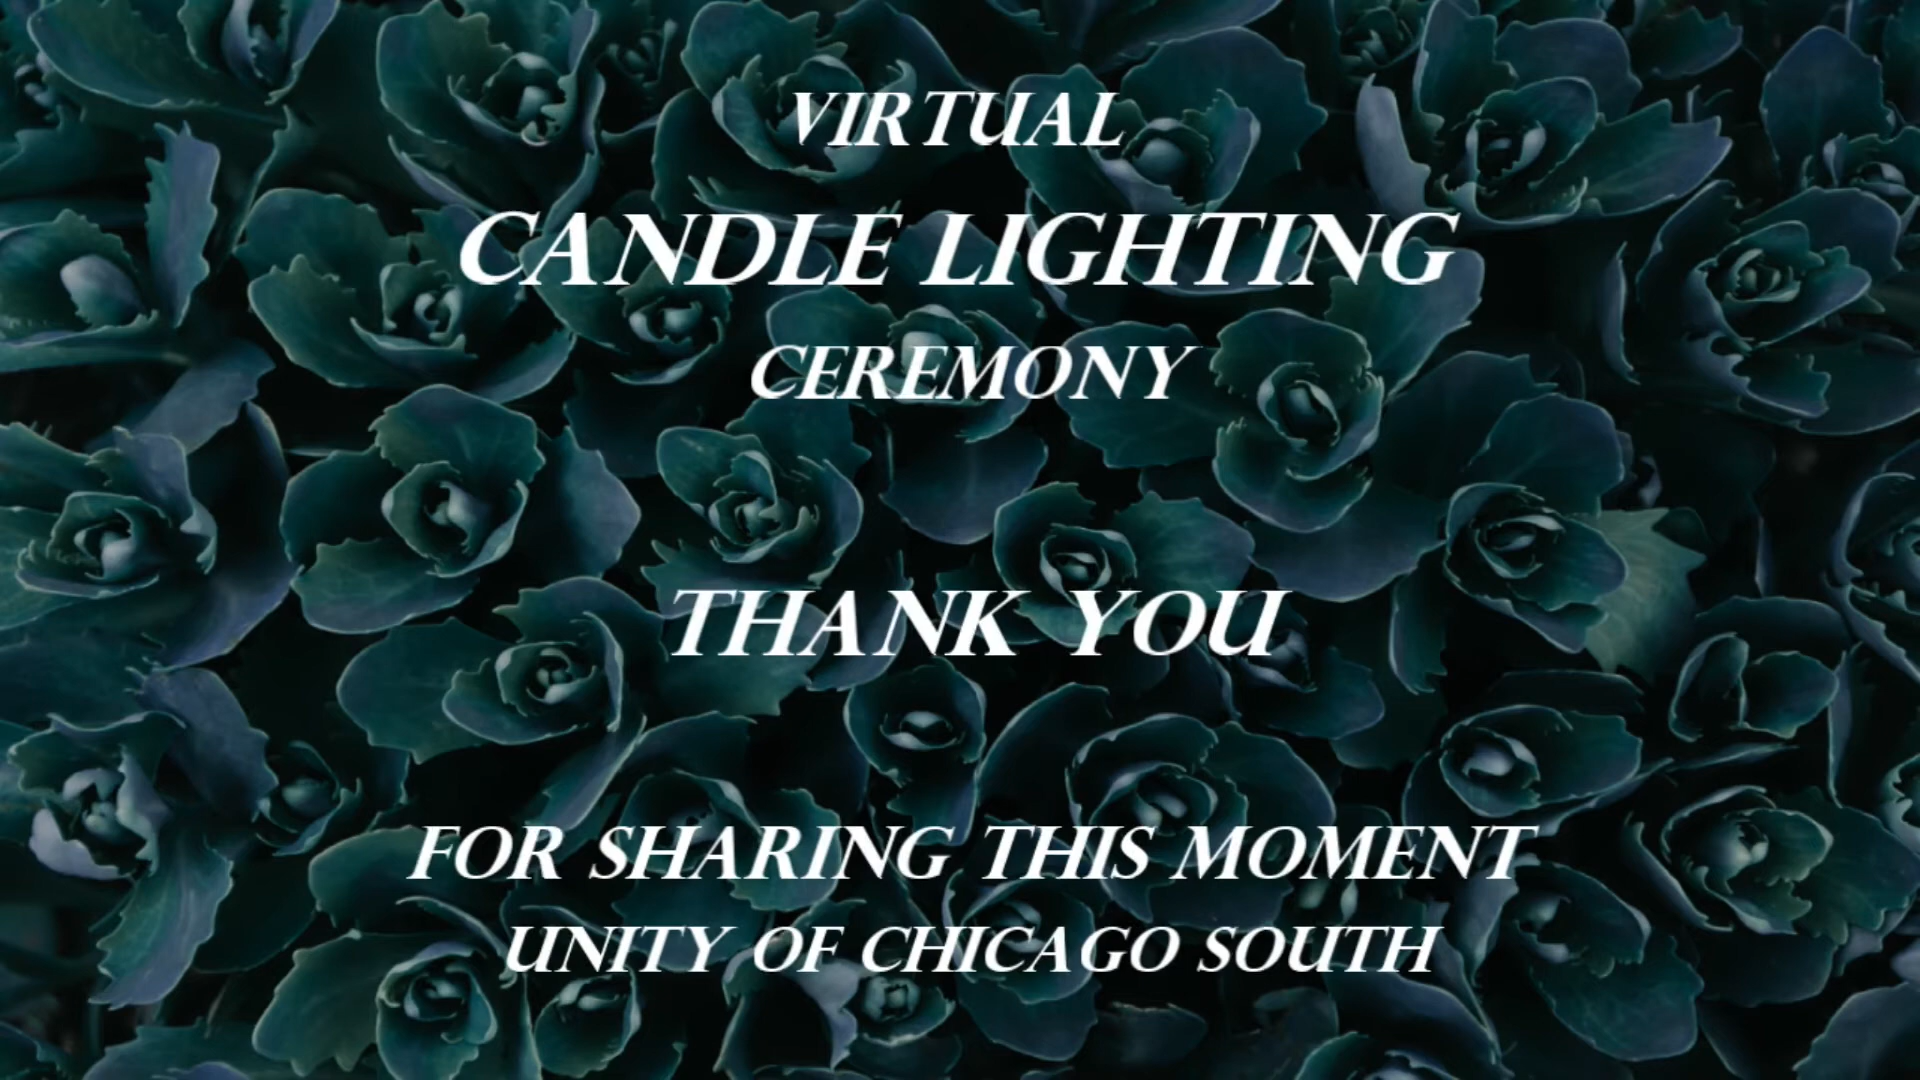 VIRTUAL
CANDLE LIGHTING
CEREMONY
THANK YOU
FOR SHARING THIS MOMENT
UNITY OF CHICAGO SOUTH